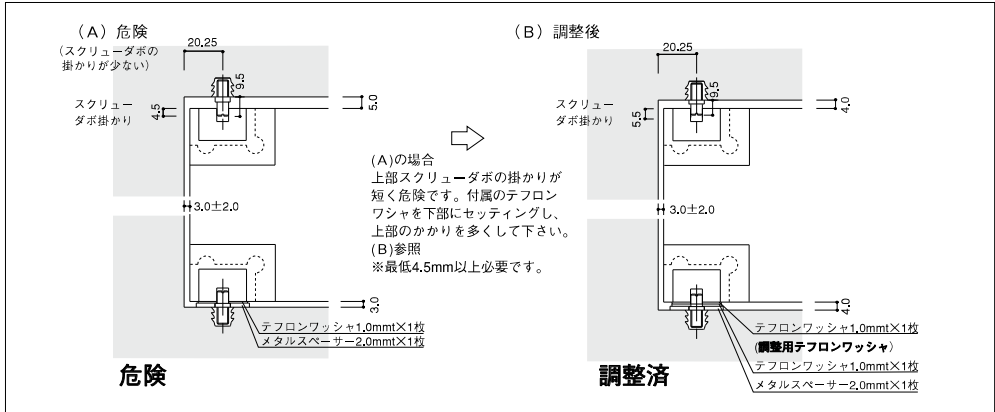 (A) 危険
(スクリューダボの
掛かりが少ない)
20.25
9.5
スクリュー
ダボ掛かり
4.5
5.0
3.0±2.0
3.0
テフロンワッシャ1.0mmt×1枚
メタルスペーサー2.0mmt×1枚
危険
(A)の場合
上部スクリューダボの掛かりが
短く危険です。付属のテフロン
ワシャを下部にセッティングし、
上部のかかりを多くして下さい。
(B)参照
※最低4.5mm以上必要です。
(B) 調整後
20.25
9.5
スクリュー
ダボ掛かり
5.5
4.0
3.0±2.0
4.0
テフロンワッシャ1.0mmt×1枚
(調整用テフロンワッシャ)
テフロンワッシャ1.0mmt×1枚
メタルスペーサー2.0mmt×1枚
調整済